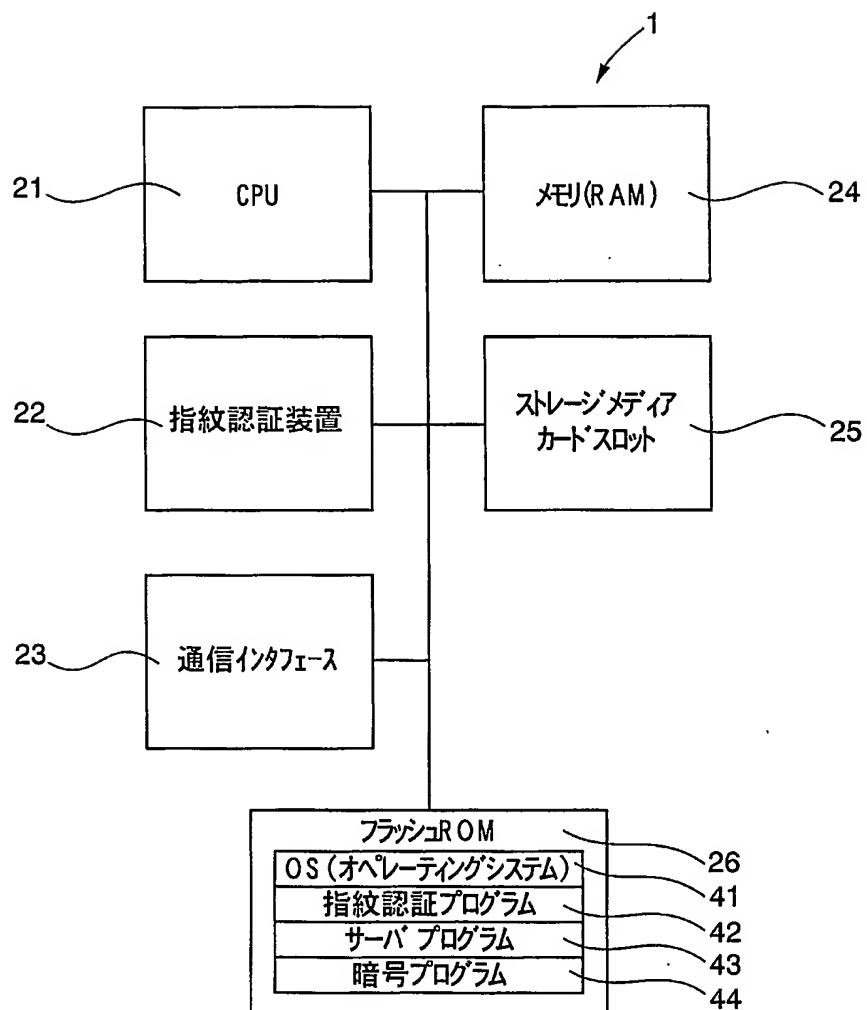 1
21
CPU
メモリ(RAM)
24
22
指紋認証装置
ストレージメディア
カードスロット
25
23
通信インタフェース
フラッシュROM
26
OS(オペレーティングシステム)
41
指紋認証プログラム
42
サーバプログラム
43
暗号プログラム
44